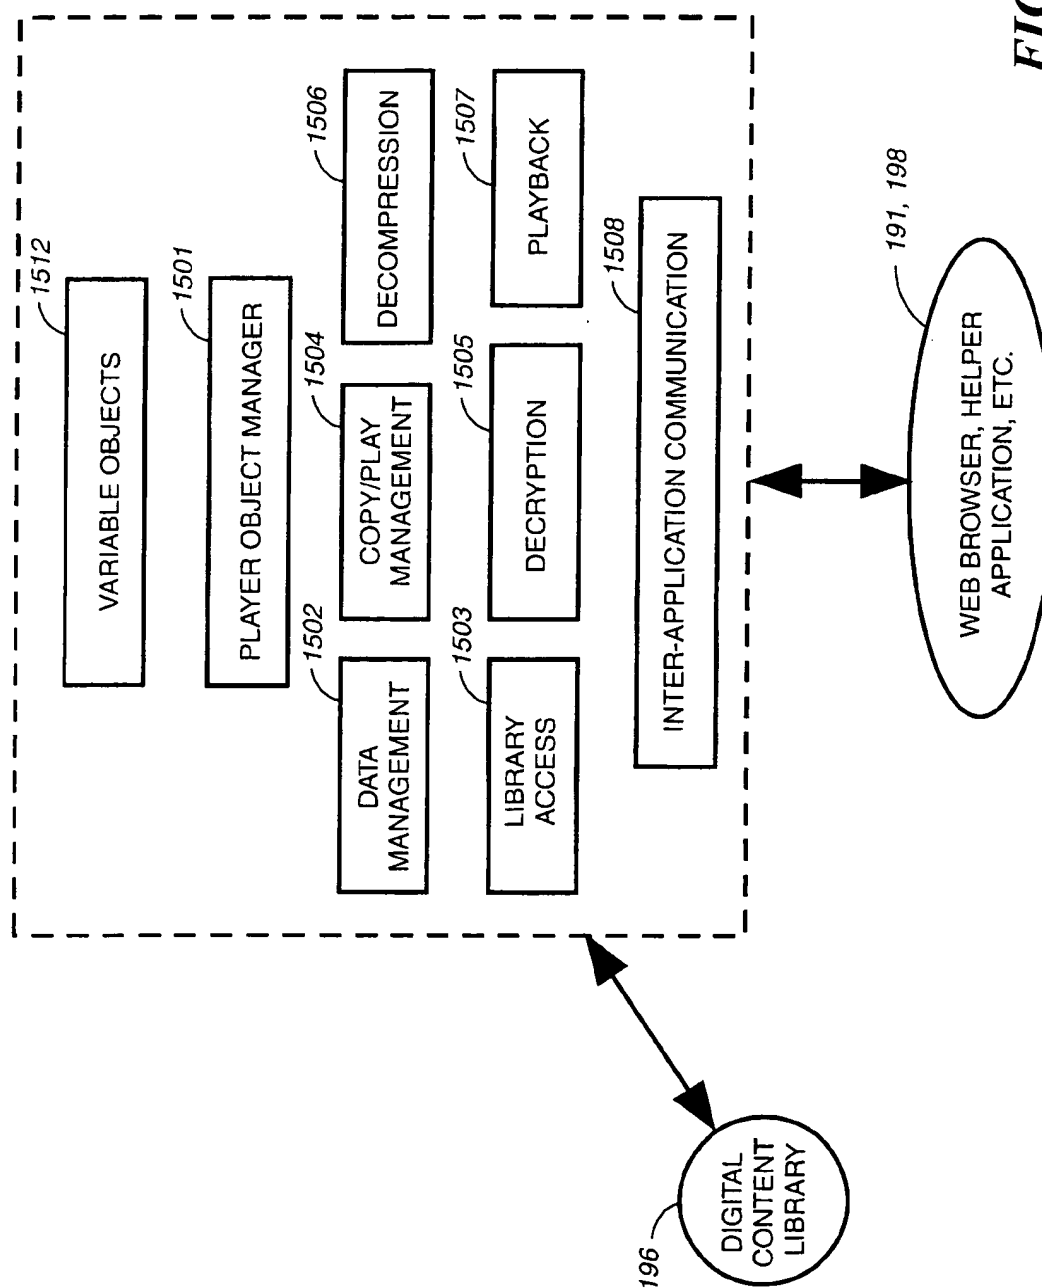 1512
VARIABLE OBJECTS
1501
PLAYER OBJECT MANAGER
1502
DATA
MANAGEMENT
1504
COPY/PLAY
MANAGEMENT
1506
DECOMPRESSION
1503
LIBRARY
ACCESS
1505
DECRYPTION
1507
PLAYBACK
1508
INTER-APPLICATION COMMUNICATION
196
DIGITAL
CONTENT
LIBRARY
191, 198
WEB BROWSER, HELPER
APPLICATION, ETC.